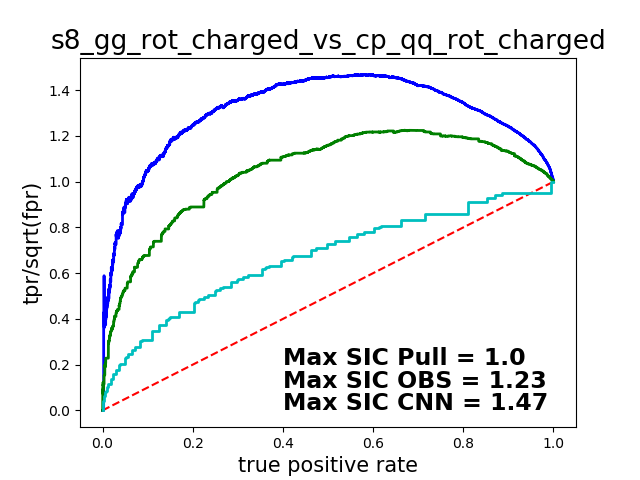 s8_gg_rot_charged_vs_cp_qq_rot_charged
tpr/sqrt(fpr)
1.4
1.2
1.0
0.8
0.6
0.4
0.2
0.0
Max SIC Pull = 1.0
Max SIC OBS = 1.23
Max SIC CNN = 1.47
0.0 0.2 0.4 0.6 0.8 1.0
true positive rate